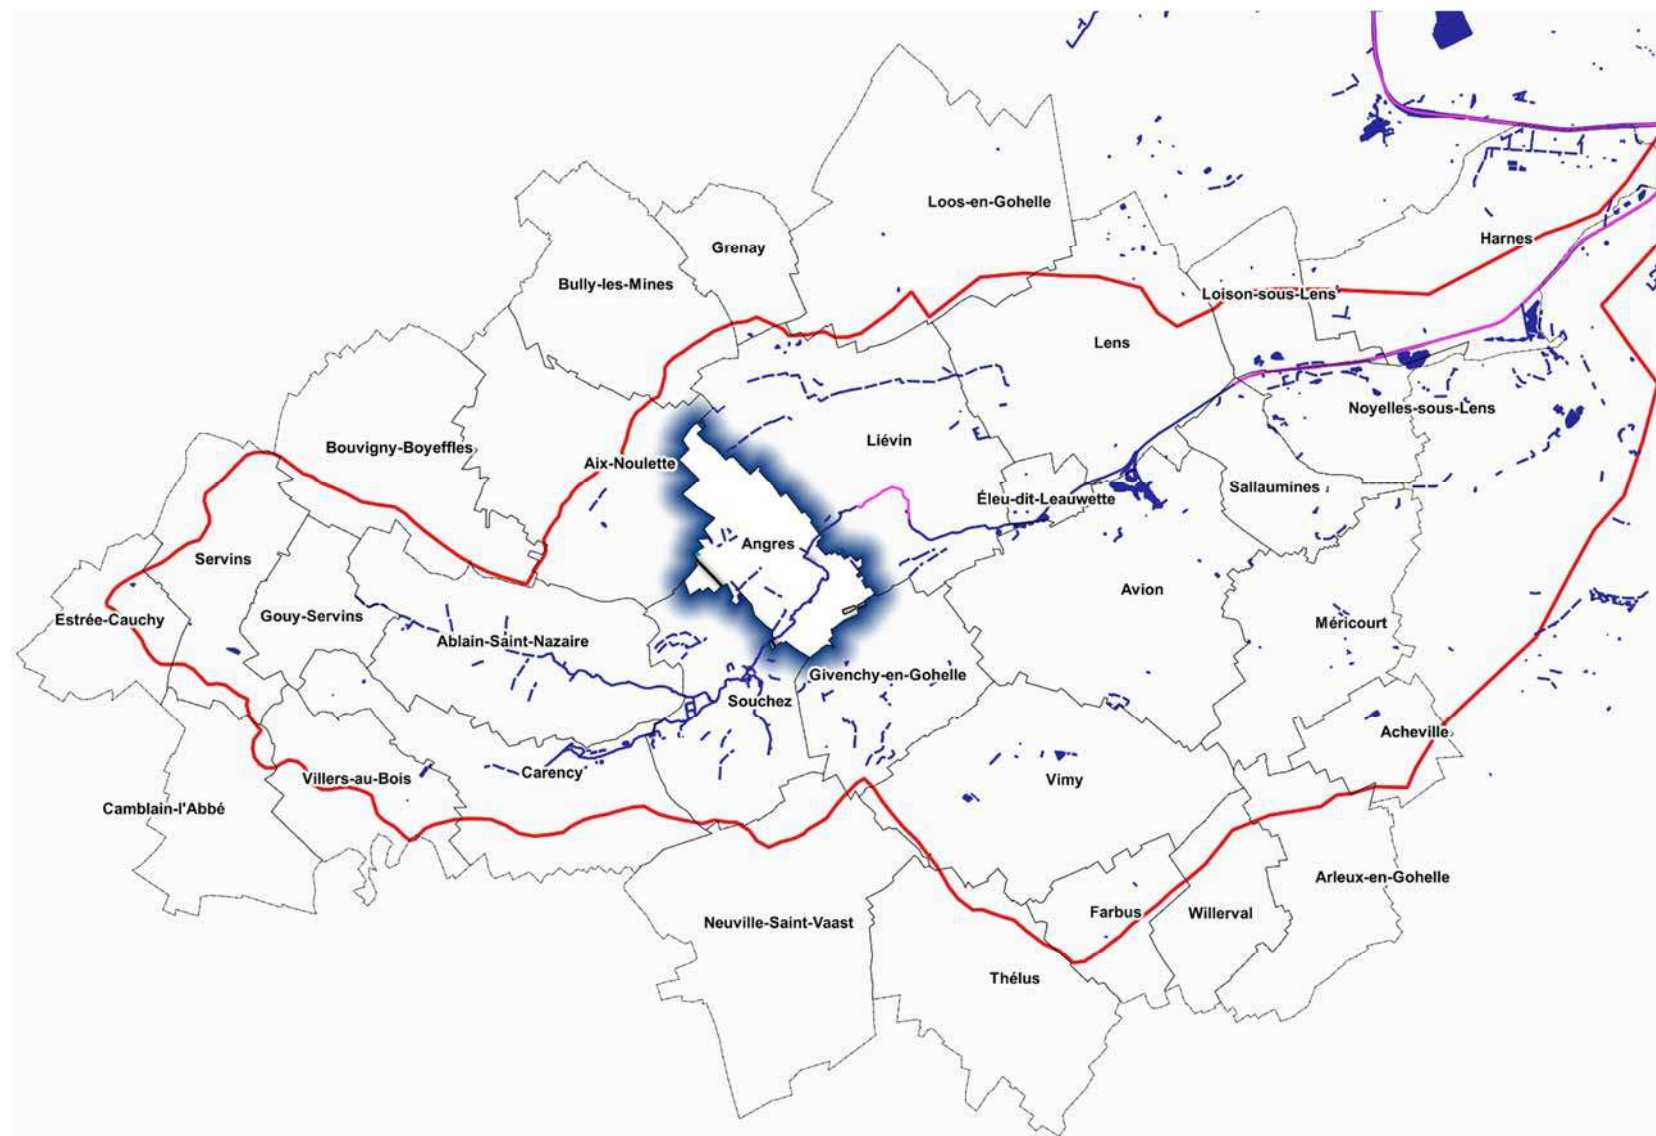 Loos-en-Gohelle
Harnes
Grenay
Bully-les-Mines
Loison-sous-Lens
Lens
Noyelles-sous-Lens
Liévin
Bouvigny-Boyeffles
Aix-Noulette
Sallaumines
Éleu-dit-Leauwette
Angres
Servins
Avion
Estrée-Cauchy
Gouy-Servins
Méricourt
Ablain-Saint-Nazaire
Givenchy-en-Gohelle
Souchez
Acheville
Carency
Villers-au-Bois
Vimy
Camblain-l'Abbé
Arleux-en-Gohelle
Farbus
Willerval
Neuville-Saint-Vaast
Thélus